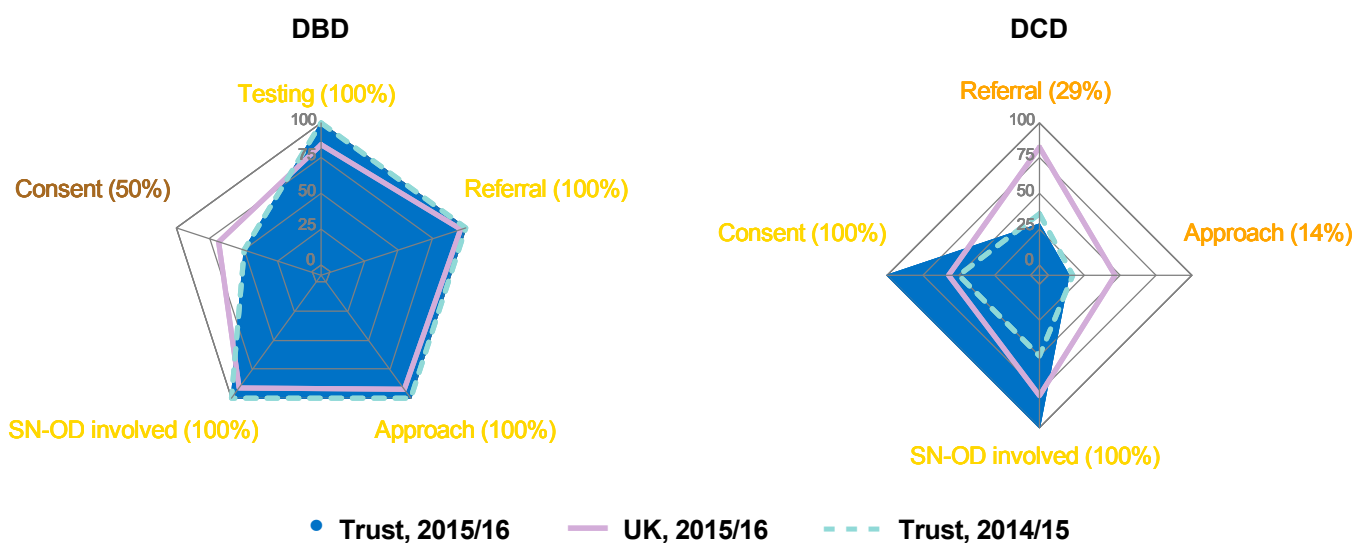 DBD
Testing (100%)
100
75
50
25
0
Consent (50%)
Referral (100%)
SN-OD involved (100%)
Approach (100%)
DCD
Referral (29%)
100
75
50
25
0
Consent (100%)
Approach (14%)
SN-OD involved (100%)
Trust, 2015/16
UK, 2015/16
Trust, 2014/15